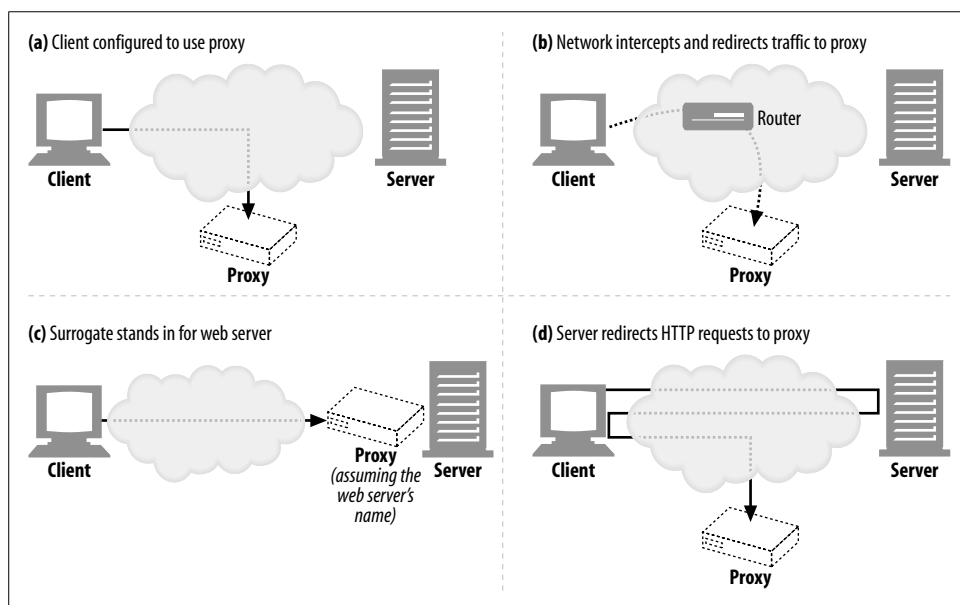 (a) Client configured to use proxy
Client
Server
Proxy
(b) Network intercepts and redirects traffic to proxy
Router
Client
Server
Proxy
(c) Surrogate stands in for web server
Client
Proxy
(assuming the
web server's
name)
Server
(d) Server redirects HTTP requests to proxy
Client
Server
Proxy